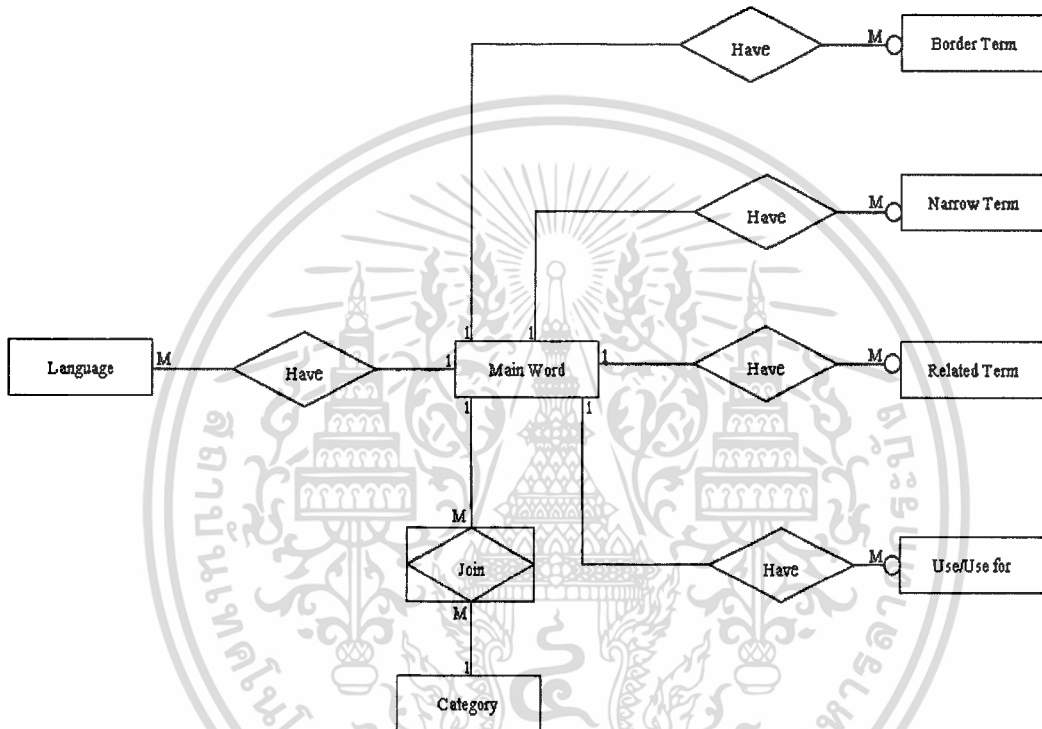 M
Have
Border Term
M
Have
Narrow Term
1
1
Language
M
Have
1
Main Word
1
Have
M
Related Term
1
1
M
Join
M
Have
M
Use/Use for
1
Category